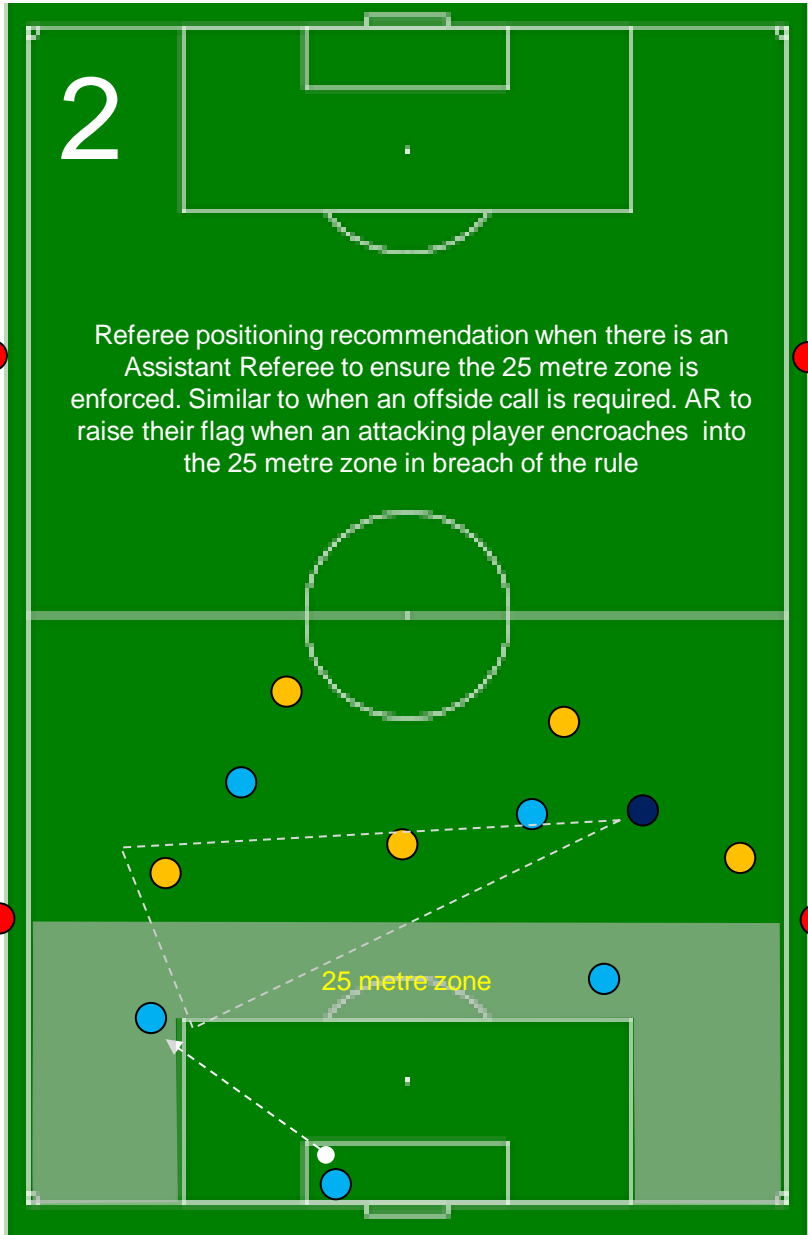 2
Referee positioning recommendation when there is an
Assistant Referee to ensure the 25 metre zone is
enforced. Similar to when an offside call is required. AR to
raise their flag when an attacking player encroaches  into
the 25 metre zone in breach of the rule
25 metre zone